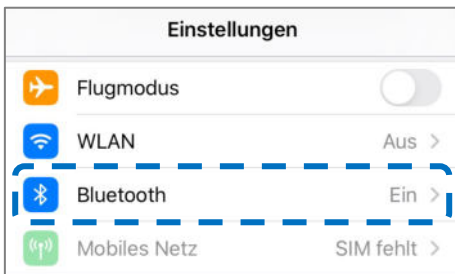 Einstellungen
Flugmodus
WLAN Aus
Bluetooth Ein
Mobiles Netz SIM fehlt